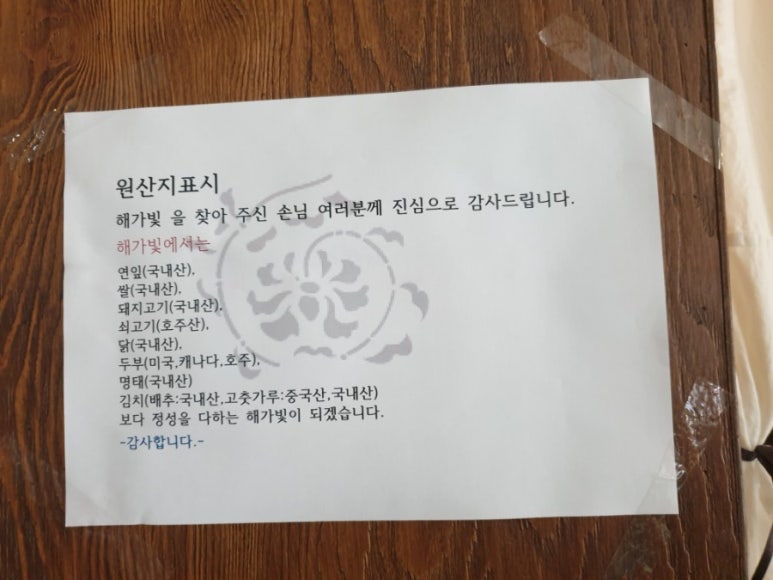 원산지표시
해가빛 을 찾아 주신 손님 여러분께 진심으로 감사드립니다.
해가빛에서는
연잎(국내산),
쌀(국내산),
돼지고기(국내산),
쇠고기(호주산),
닭(국내산),
두부(미국,캐나다,호주),
명태(국내산)
김치(배추:국내산,고춧가루:중국산,국내산)
보다 정성을 다하는 해가빛이 되겠습니다.
-감사합니다.-